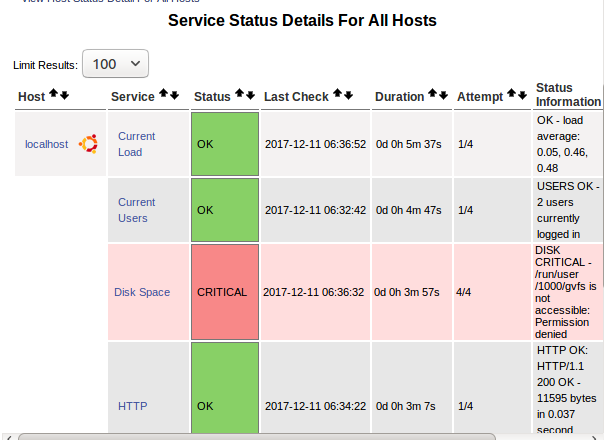 View Host Status Detail For All Hosts
Service Status Details For All Hosts
Limit Results: 100
Host Service Status Last Check Duration Attempt Status Information
localhost
Current Load
OK
2017-12-11 06:36:52
0d 0h 5m 37s
1/4
OK - load
average:
0.05, 0.46,
0.48
Current Users
OK
2017-12-11 06:32:42
0d 0h 4m 47s
1/4
USERS OK -
2 users
currently
logged in
Disk Space
CRITICAL
2017-12-11 06:36:32
0d 0h 3m 57s
4/4
DISK
CRITICAL -
/run/user
/1000/gvfs is
not
accessible:
Permission
denied
HTTP
OK
2017-12-11 06:34:22
0d 0h 3m 7s
1/4
HTTP OK:
HTTP/1.1
200 OK -
11595 bytes
in 0.037
second